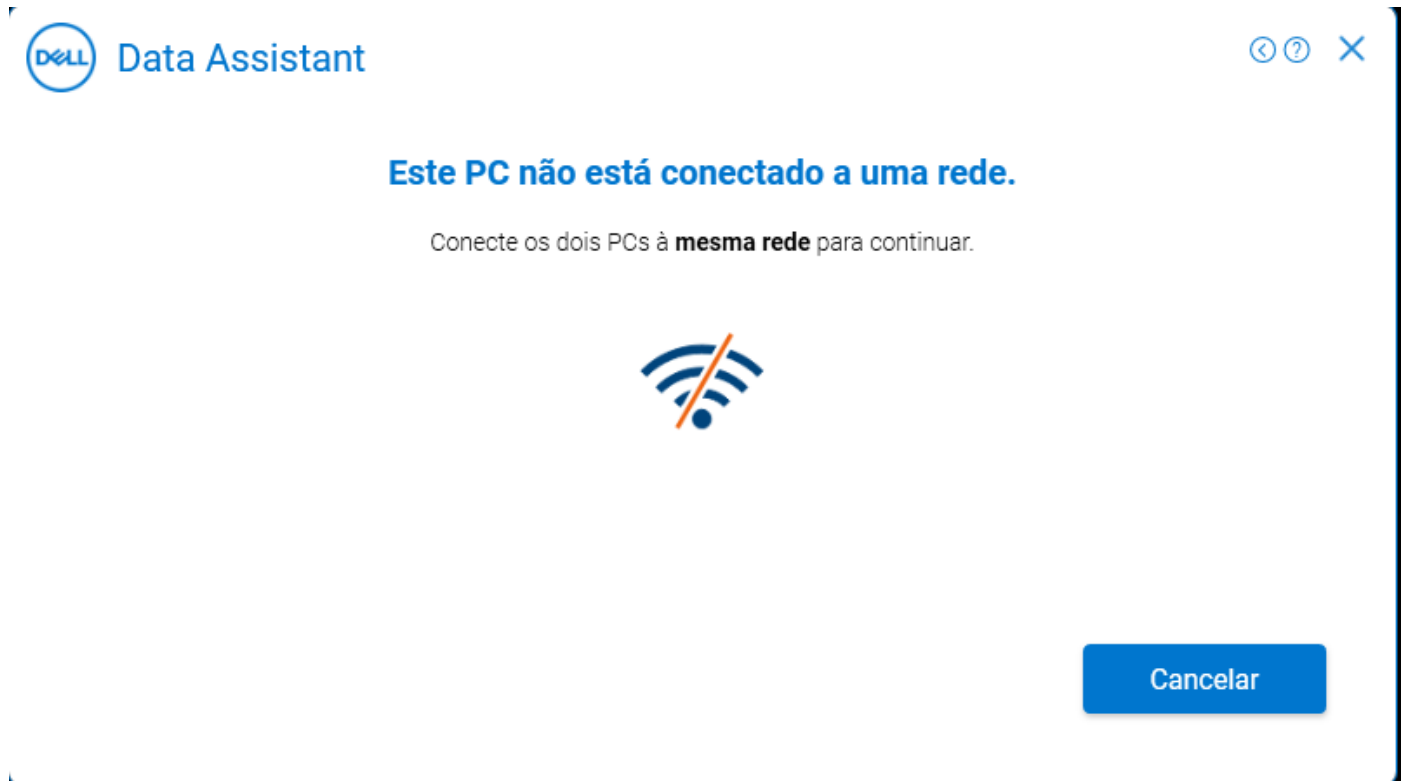 DELL Data Assistant
Este PC não está conectado a uma rede.
Conecte os dois PCs à mesma rede para continuar.
Cancelar